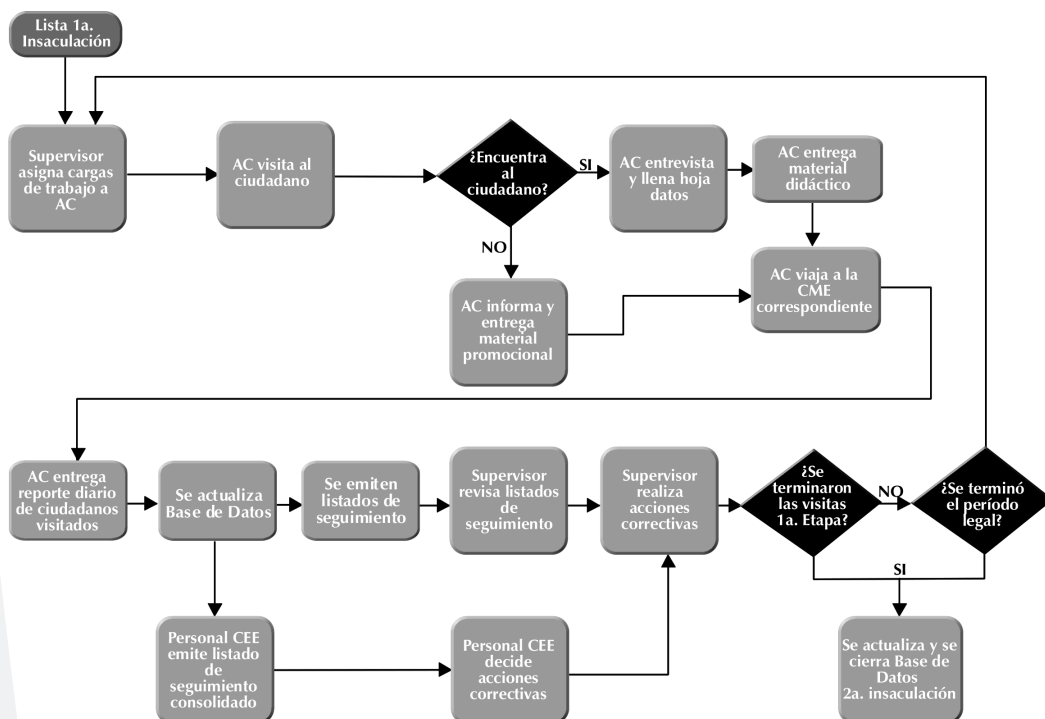 Lista 1a.
Insaculación
Supervisor
asigna cargas
de trabajo a
AC
AC visita al
ciudadano
¿Encuentra
al
ciudadano?
SI
AC entrevista
y llena hoja
datos
AC entrega
material
didáctico
NO
AC informa y
entrega
material
promocional
AC viaja a la
CME
correspondiente
AC entrega
reporte diario
de ciudadanos
visitados
Se actualiza
Base de Datos
Se emiten
listados de
seguimiento
Supervisor
revisa listados
de
seguimiento
Supervisor
realiza
acciones
correctivas
¿Se
terminaron
las visitas
1a. Etapa?
NO
¿Se terminó
el período
legal?
SI
Personal CEE
emite listado
de
seguimiento
consolidado
Personal CEE
decide
acciones
correctivas
Se actualiza y se
cierra Base de
Datos
2a. insaculación